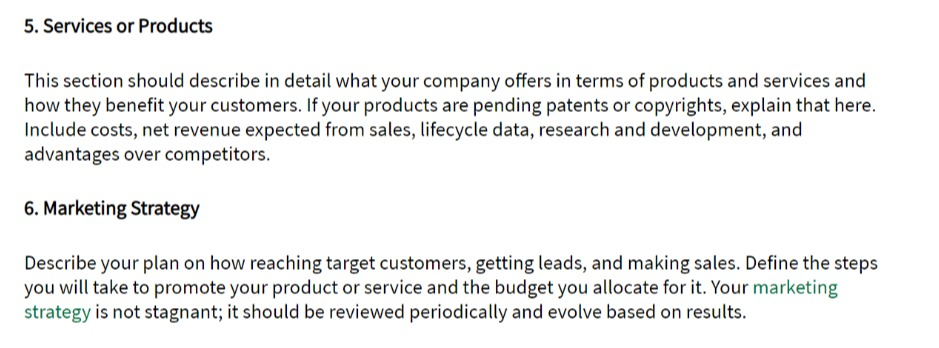 5. Services or Products
This section should describe in detail what your company offers in terms of products and services and
how they benefit your customers. If your products are pending patents or copyrights, explain that here.
Include costs, net revenue expected from sales, lifecycle data, research and development, and
advantages over competitors.
6. Marketing Strategy
Describe your plan on how reaching target customers, getting leads, and making sales. Define the steps
you will take to promote your product or service and the budget you allocate for it. Your marketing
strategy is not stagnant; it should be reviewed periodically and evolve based on results.